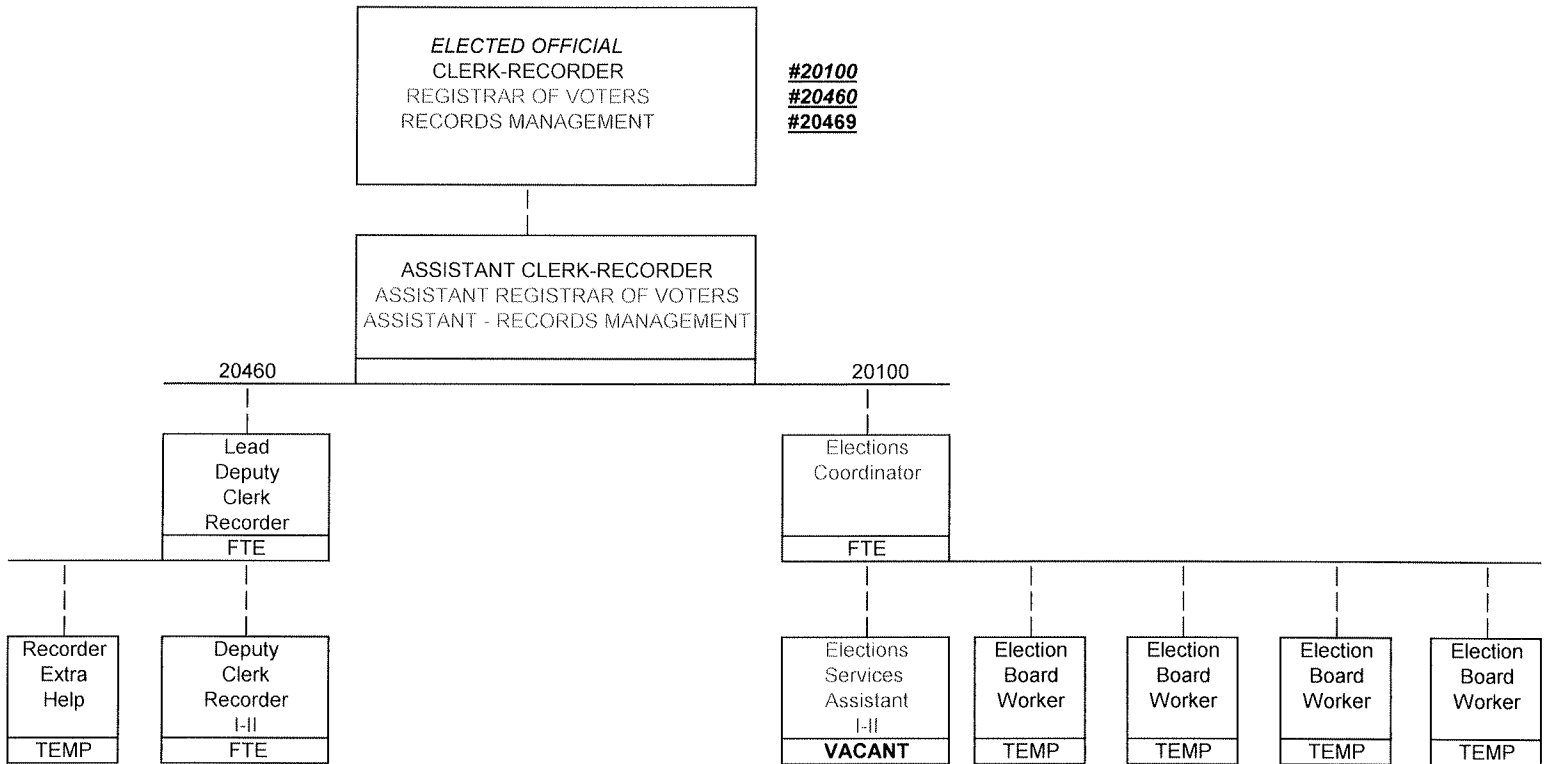 ELECTED OFFICIAL
CLERK-RECORDER
REGISTRAR OF VOTERS
RECORDS MANAGEMENT
#20100
#20460
#20469
ASSISTANT CLERK-RECORDER
ASSISTANT REGISTRAR OF VOTERS
ASSISTANT - RECORDS MANAGEMENT
20460
20100
Lead
Deputy
Clerk
Recorder
FTE
Elections
Coordinator
FTE
Recorder
Extra
Help
TEMP
Deputy
Clerk
Recorder
I-II
FTE
Elections
Services
Assistant
I-II
VACANT
Election
Board
Worker
TEMP
Election
Board
Worker
TEMP
Election
Board
Worker
TEMP
Election
Board
Worker
TEMP